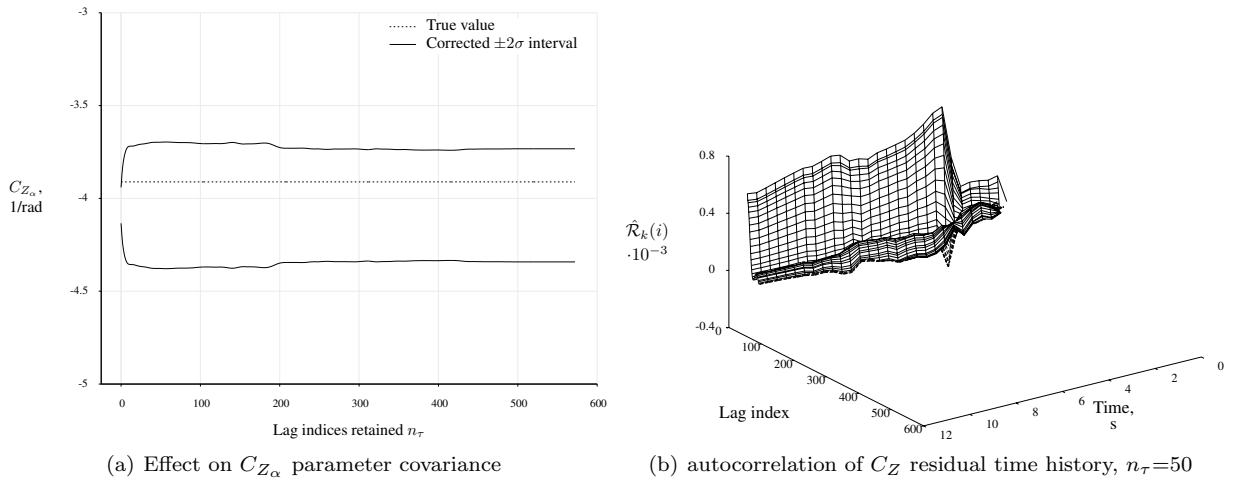 -3
-3.5
-4
-4.5
-5
C_{Z_α},
1/rad
True value
Corrected ±2σ interval
0 100 200 300 400 500 600
Lag indices retained n_τ
(a) Effect on C_{Z_α} parameter covariance
0.8
0.4
0
-0.4
R̂_k(i)
·10^{-3}
0
100
200
300
400
500
600
Lag index
12 10 8 6 4 2 0
Time,
s
(b) autocorrelation of C_Z residual time history, n_τ=50